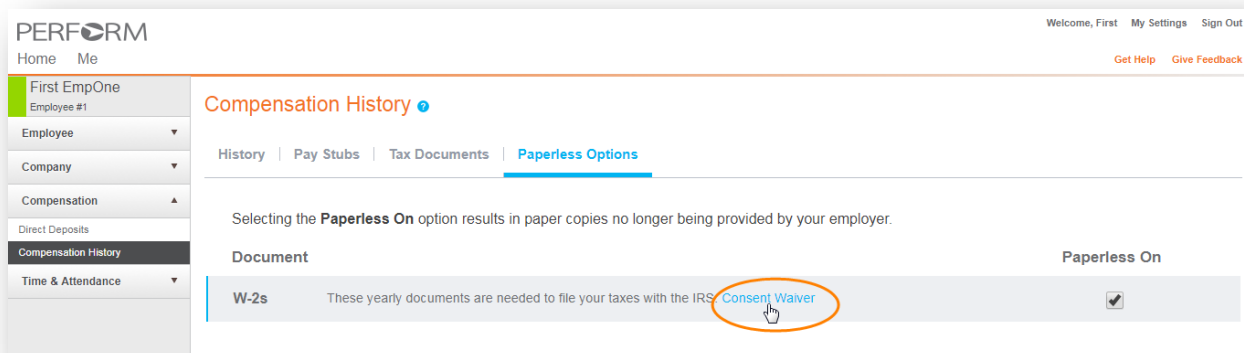 PERFORM
Welcome, First My Settings Sign Out
Home Me
Get Help Give Feedback
First EmpOne
Employee #1
Employee
Company
Compensation
Direct Deposits
Compensation History
Time & Attendance
Compensation History ?
History Pay Stubs Tax Documents Paperless Options
Selecting the Paperless On option results in paper copies no longer being provided by your employer.
Document Paperless On
W-2s These yearly documents are needed to file your taxes with the IRS. Consent Waiver